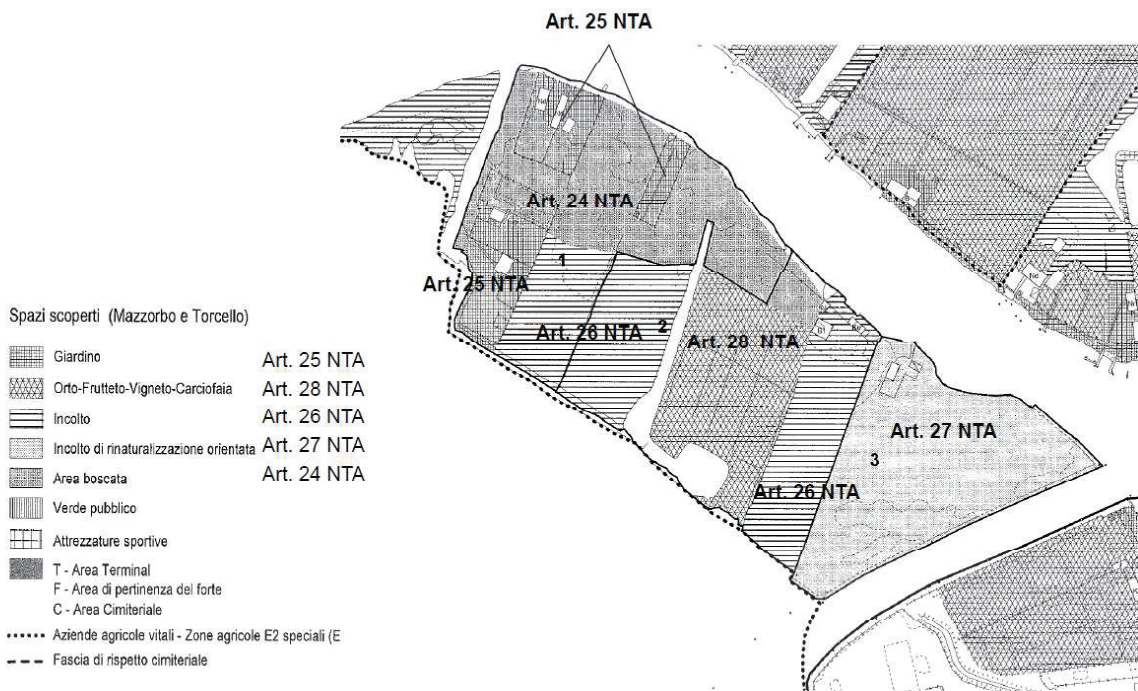 Art. 25 NTA
Art. 24 NTA
1
Art. 25 NTA
Art. 26 NTA
2
Art. 28 NTA
B1
Art. 27 NTA
3
Art. 26 NTA
Spazi scoperti (Mazzorbo e Torcello)
Giardino Art. 25 NTA
Orto-Frutteto-Vigneto-Carciofaia Art. 28 NTA
Incolto Art. 26 NTA
Incolto di rinaturalizzazione orientata Art. 27 NTA
Area boscata Art. 24 NTA
Verde pubblico
Attrezzature sportive
T - Area Terminal
F - Area di pertinenza del forte
C - Area Cimiteriale
Aziende agricole vitali - Zone agricole E2 speciali (E
Fascia di rispetto cimiteriale